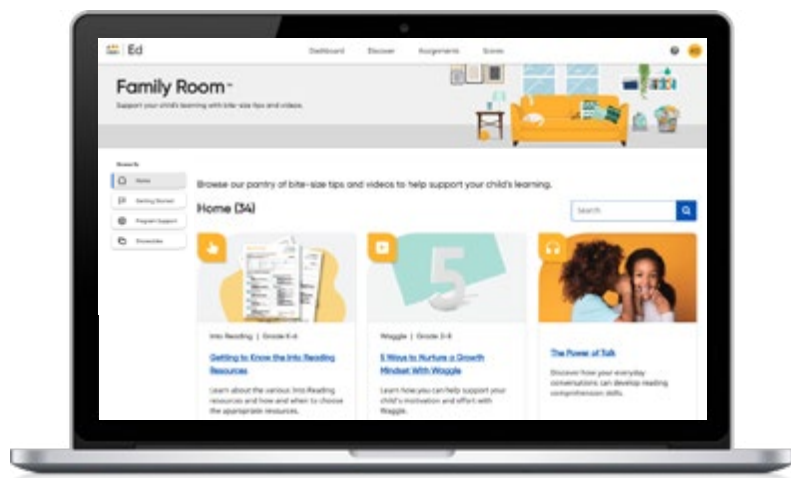 Ed
Dashboard
Discover
Assignments
Scores
Family Room™
Support your child's learning with bite-size tips and videos.
Home
Getting Started
Program Support
Browse our pantry of bite-size tips and videos to help support your child's learning.
Home (34)
Search
5
Into Reading | Grade K-6
Getting to Know the Into Reading
Resources
Learn about the various Into Reading
resources and how and when to choose
the appropriate resources.
Waggle | Grade 2-8
5 Ways to Nurture a Growth
Mindset With Waggle
Learn how you can help support your
child's motivation and effort with
Waggle.
The Power of Talk
Discover how your everyday
conversations can develop reading
comprehension skills.